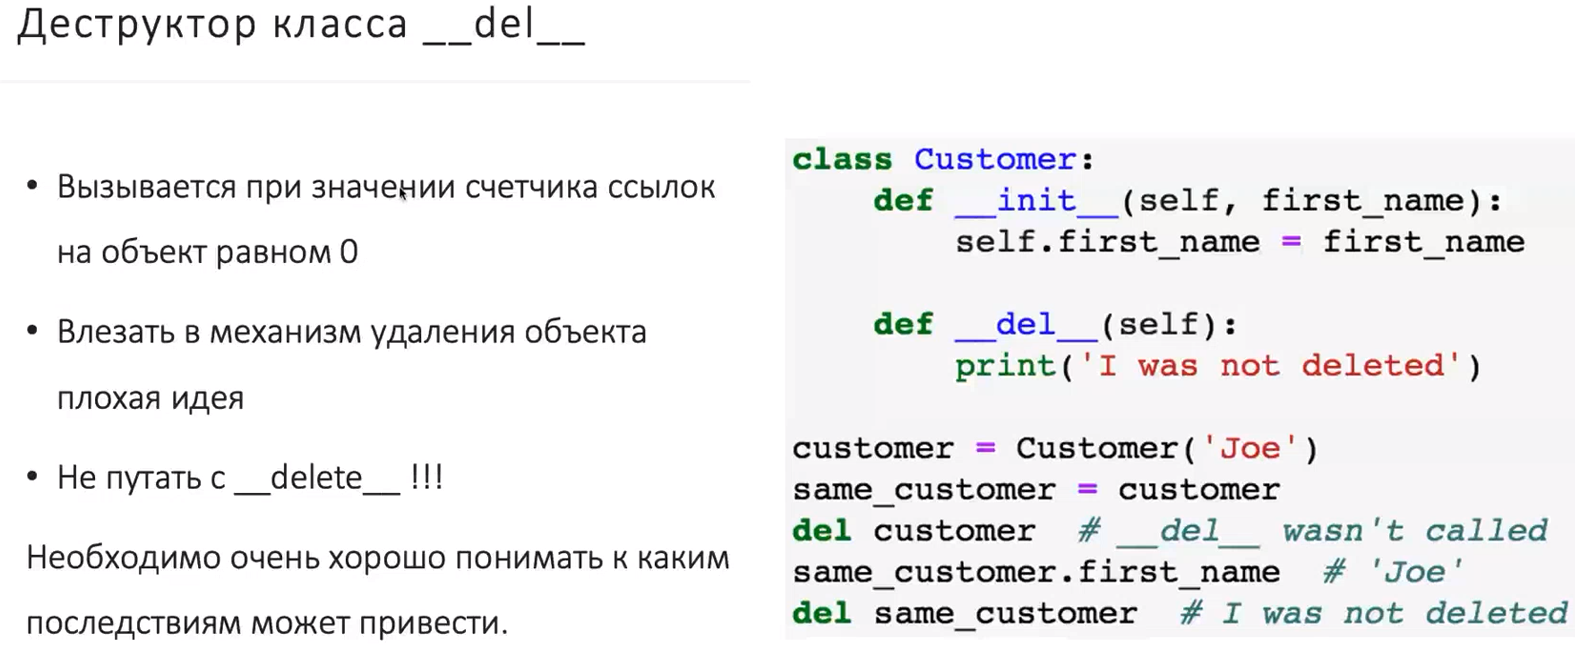 Деструктор класса __del__
• Вызывается при значении счетчика ссылок
на объект равном 0
• Влезать в механизм удаления объекта
плохая идея
• Не путать с __delete__ !!!
Необходимо очень хорошо понимать к каким
последствиям может привести.
class Customer:
    def __init__(self, first_name):
        self.first_name = first_name

    def __del__(self):
        print('I was not deleted')

customer = Customer('Joe')
same_customer = customer
del customer  # __del__ wasn't called
same_customer.first_name  # 'Joe'
del same_customer  # I was not deleted